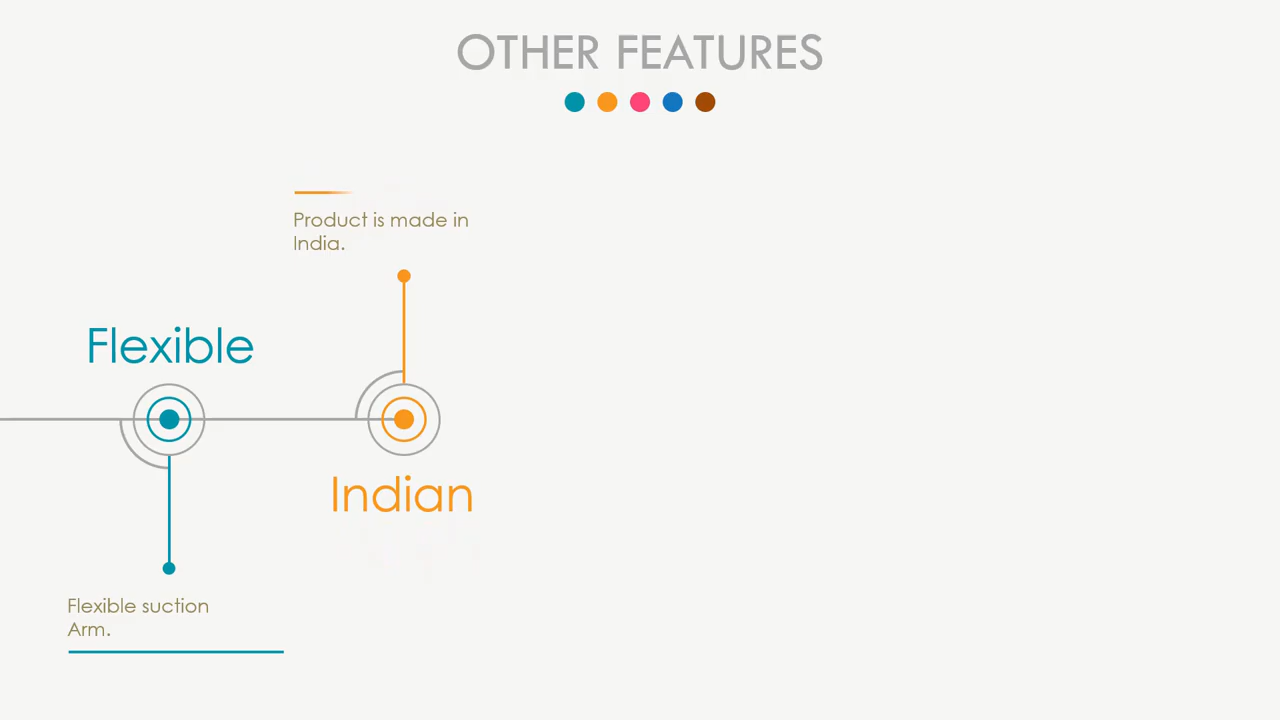 OTHER FEATURES
Flexible
Flexible suction
Arm.
Product is made in
India.
Indian